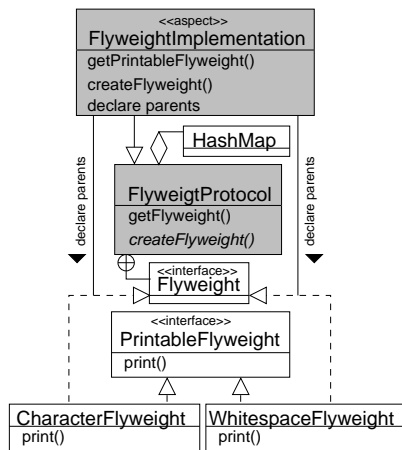 <<aspect>>
FlyweightImplementation
getPrintableFlyweight()
createFlyweight()
declare parents
HashMap
declare parents
declare parents
FlyweigtProtocol
getFlyweight()
createFlyweight()
<<interface>>
Flyweight
<<interface>>
PrintableFlyweight
print()
CharacterFlyweight
print()
WhitespaceFlyweight
print()